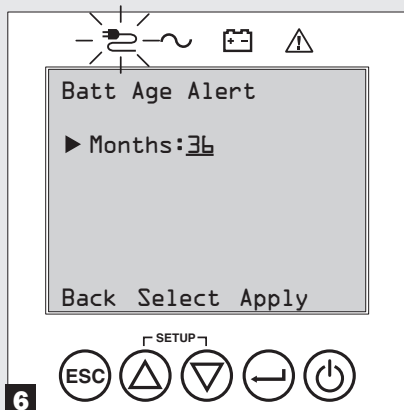 Batt Age Alert
▶ Months:36
Back Select Apply
SETUP
ESC
6